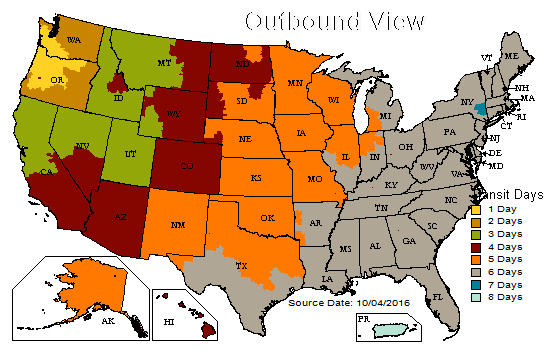 Outbound View
WA
OR
MT
ID
ND
MN
SD
WI
WY
NV
CA
UT
CO
NE
IA
KS
MO
IL
IN
MI
OH
AZ
NM
OK
TX
AR
LA
MS
AL
GA
FL
SC
NC
TN
KY
WV
VA
PA
NY
VT
ME
NH
MA
RI
CT
NJ
DE
MD
AK
HI
PR
nsit Days
1 Day
2 Days
3 Days
4 Days
5 Days
6 Days
7 Days
8 Days
Source Date: 10/04/2016